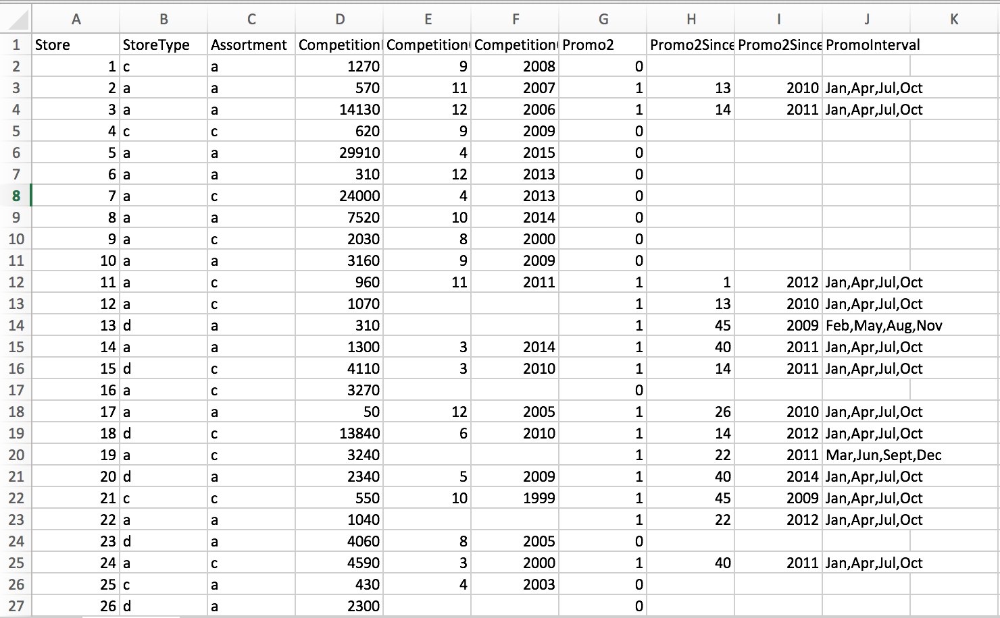 A B C D E F G H I J K
1 Store StoreType Assortment Competition Competition Competition Promo2 Promo2Since Promo2Since PromoInterval
2 1 c a 1270 9 2008 0
3 2 a a 570 11 2007 1 13 2010 Jan,Apr,Jul,Oct
4 3 a a 14130 12 2006 1 14 2011 Jan,Apr,Jul,Oct
5 4 c c 620 9 2009 0
6 5 a a 29910 4 2015 0
7 6 a a 310 12 2013 0
8 7 a c 24000 4 2013 0
9 8 a a 7520 10 2014 0
10 9 a c 2030 8 2000 0
11 10 a a 3160 9 2009 0
12 11 a c 960 11 2011 1 1 2012 Jan,Apr,Jul,Oct
13 12 a c 1070 1 13 2010 Jan,Apr,Jul,Oct
14 13 d a 310 1 45 2009 Feb,May,Aug,Nov
15 14 a a 1300 3 2014 1 40 2011 Jan,Apr,Jul,Oct
16 15 d c 4110 3 2010 1 14 2011 Jan,Apr,Jul,Oct
17 16 a c 3270 0
18 17 a a 50 12 2005 1 26 2010 Jan,Apr,Jul,Oct
19 18 d c 13840 6 2010 1 14 2012 Jan,Apr,Jul,Oct
20 19 a c 3240 1 22 2011 Mar,Jun,Sept,Dec
21 20 d a 2340 5 2009 1 40 2014 Jan,Apr,Jul,Oct
22 21 c c 550 10 1999 1 45 2009 Jan,Apr,Jul,Oct
23 22 a a 1040 1 22 2012 Jan,Apr,Jul,Oct
24 23 d a 4060 8 2005 0
25 24 a c 4590 3 2000 1 40 2011 Jan,Apr,Jul,Oct
26 25 c a 430 4 2003 0
27 26 d a 2300 0